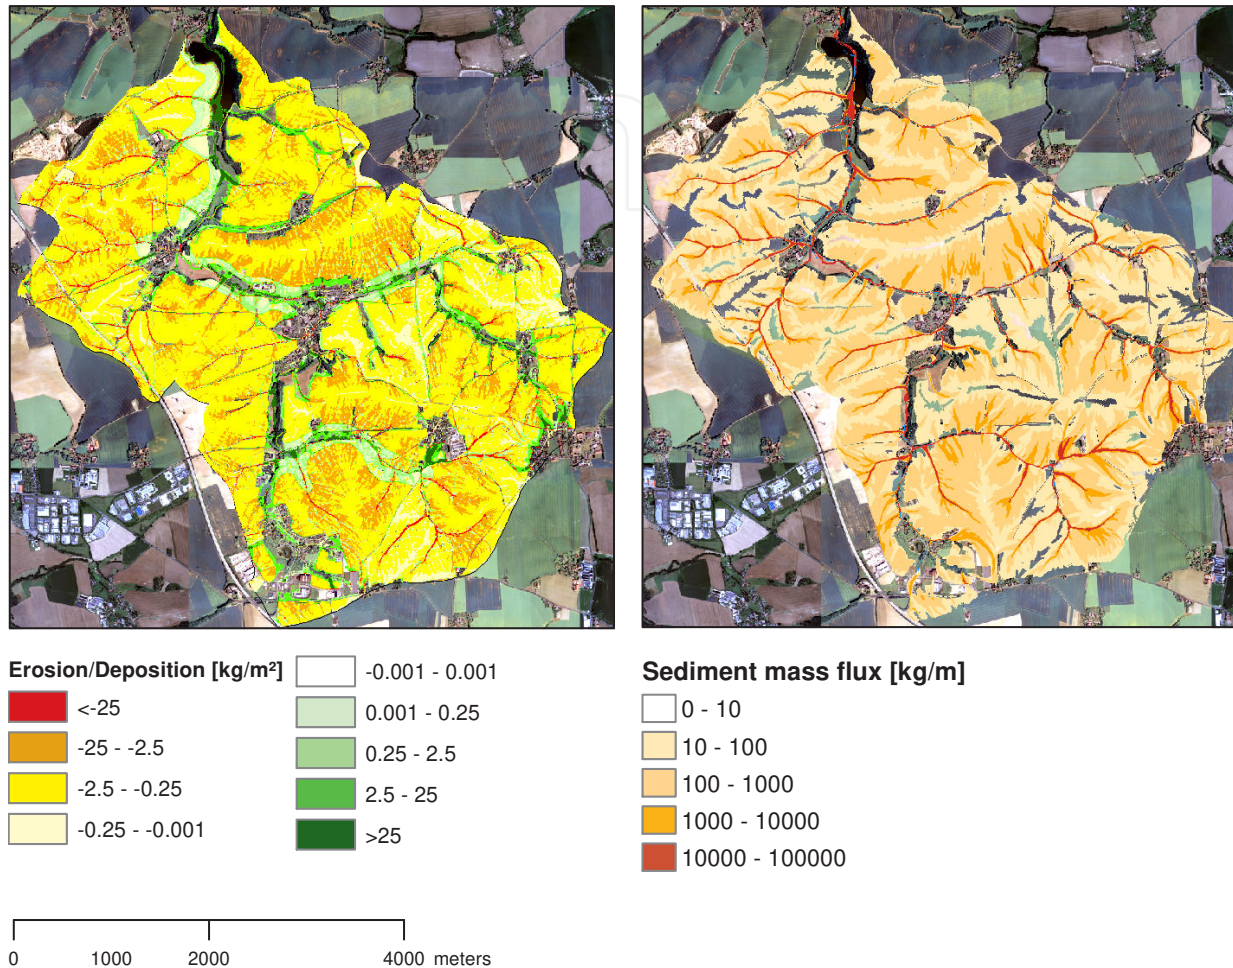 Erosion/Deposition [kg/m²]
<-25
-25 - -2.5
-2.5 - -0.25
-0.25 - -0.001
-0.001 - 0.001
0.001 - 0.25
0.25 - 2.5
2.5 - 25
>25
Sediment mass flux [kg/m]
0 - 10
10 - 100
100 - 1000
1000 - 10000
10000 - 100000
0 1000 2000 4000 meters